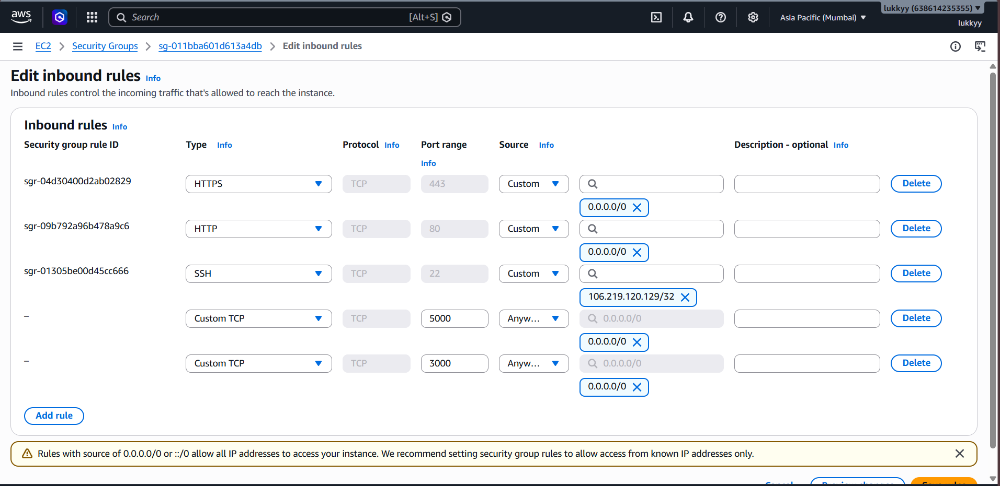 aws
Search
[Alt+S]
Asia Pacific (Mumbai)
lukkyy (638614235355)
lukkyy
EC2
Security Groups
sg-011bba601d613a4db
Edit inbound rules
Edit inbound rules Info
Inbound rules control the incoming traffic that's allowed to reach the instance.
Inbound rules Info
Security group rule ID
Type Info
Protocol Info
Port range
Info
Source Info
Description - optional Info
sgr-04d30400d2ab02829
HTTPS
TCP
443
Custom
Delete
0.0.0.0/0
sgr-09b792a96b478a9c6
HTTP
TCP
80
Custom
Delete
0.0.0.0/0
sgr-01305be00d45cc666
SSH
TCP
22
Custom
Delete
106.219.120.129/32
–
Custom TCP
TCP
5000
Anyw...
0.0.0.0/0
Delete
0.0.0.0/0
–
Custom TCP
TCP
3000
Anyw...
0.0.0.0/0
Delete
0.0.0.0/0
Add rule
Rules with source of 0.0.0.0/0 or ::/0 allow all IP addresses to access your instance. We recommend setting security group rules to allow access from known IP addresses only.
Cancel
Preview changes
Save rules